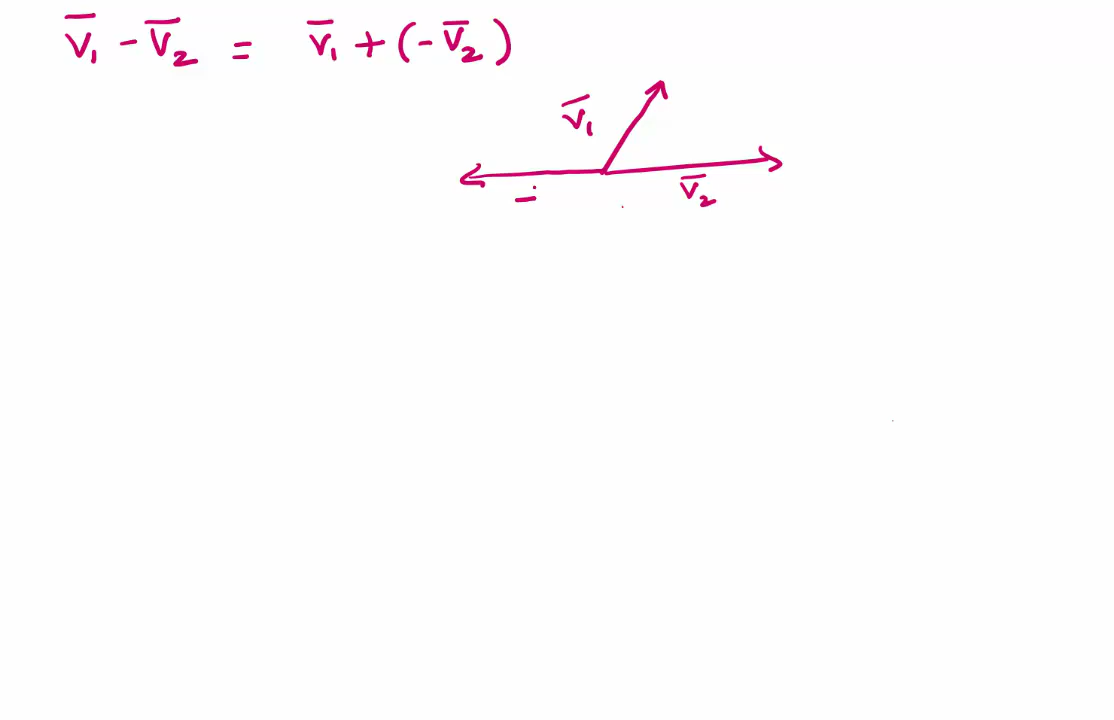 V̅₁ - V̅₂ = V̅₁ + (-V̅₂)
V̅₁
- V̅₂